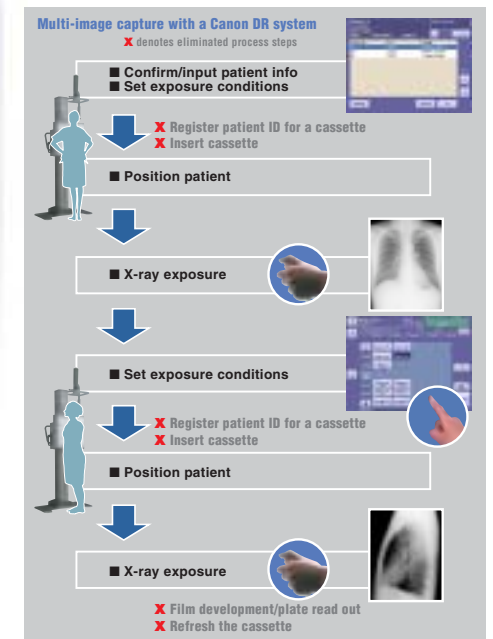 Multi-image capture with a Canon DR system
X denotes eliminated process steps
■ Confirm/input patient info
■ Set exposure conditions
X Register patient ID for a cassette
X Insert cassette
■ Position patient
■ X-ray exposure
■ Set exposure conditions
X Register patient ID for a cassette
X Insert cassette
■ Position patient
■ X-ray exposure
X Film development/plate read out
X Refresh the cassette